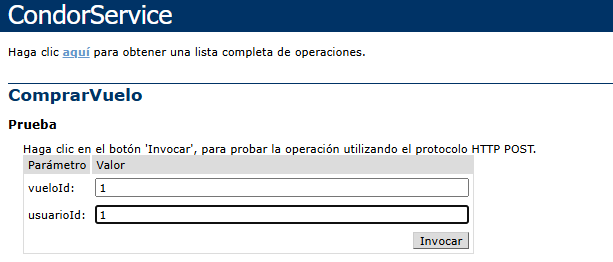 CondorService
Haga clic aquí para obtener una lista completa de operaciones.
ComprarVuelo
Prueba
Haga clic en el botón 'Invocar', para probar la operación utilizando el protocolo HTTP POST.
Parámetro Valor
vueloId: 1
usuarioId: 1
Invocar